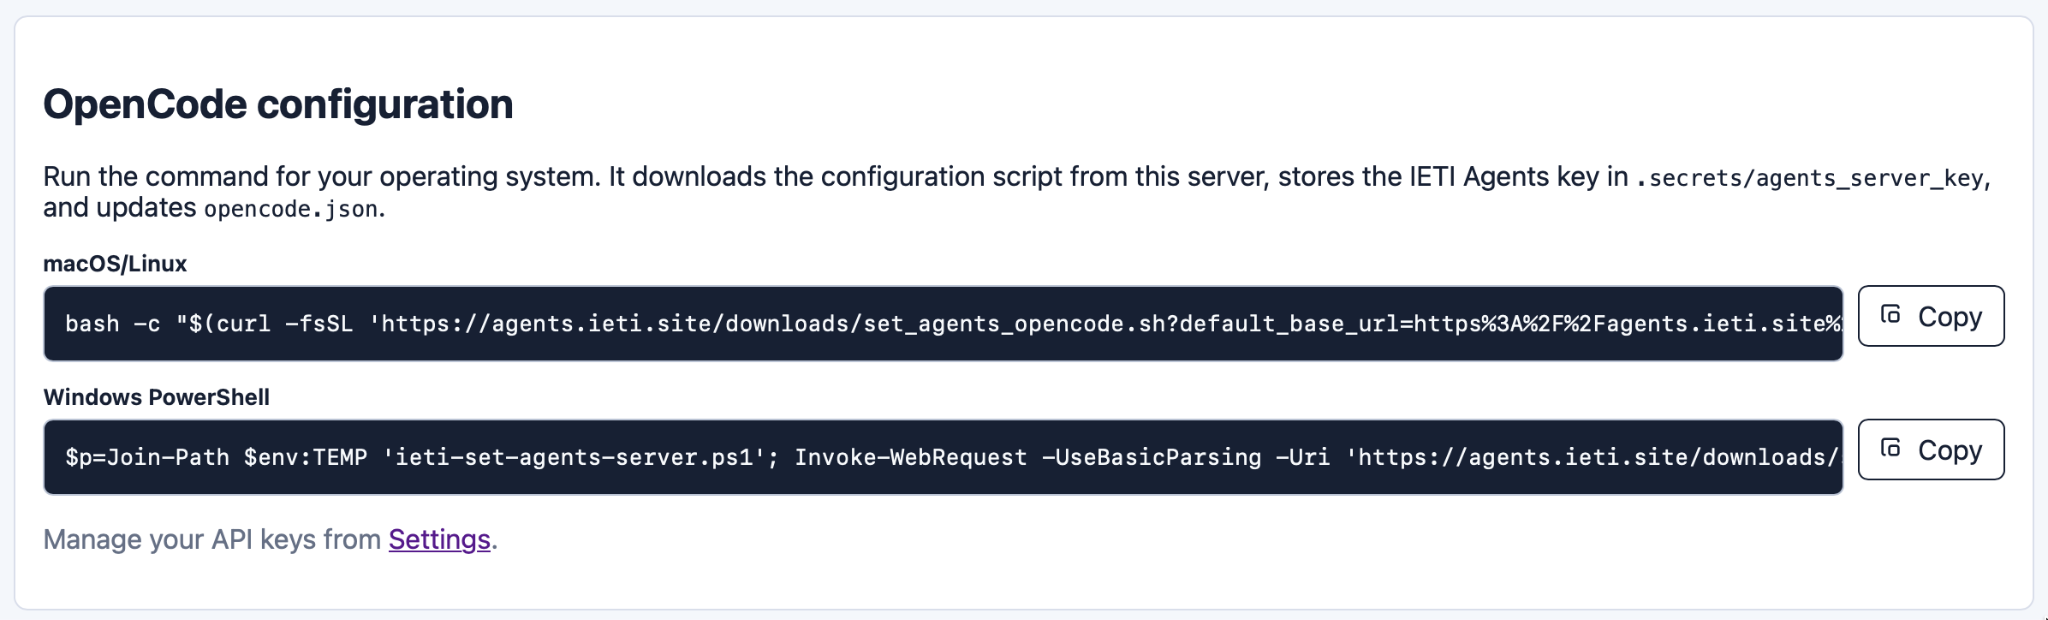 OpenCode configuration
Run the command for your operating system. It downloads the configuration script from this server, stores the IETI Agents key in .secrets/agents_server_key,
and updates opencode.json.
macOS/Linux
bash -c "$(curl -fsSL 'https://agents.ieti.site/downloads/set_agents_opencode.sh?default_base_url=https%3A%2F%2Fagents.ieti.site%
Copy
Windows PowerShell
$p=Join-Path $env:TEMP 'ieti-set-agents-server.ps1'; Invoke-WebRequest -UseBasicParsing -Uri 'https://agents.ieti.site/downloads/
Copy
Manage your API keys from Settings.